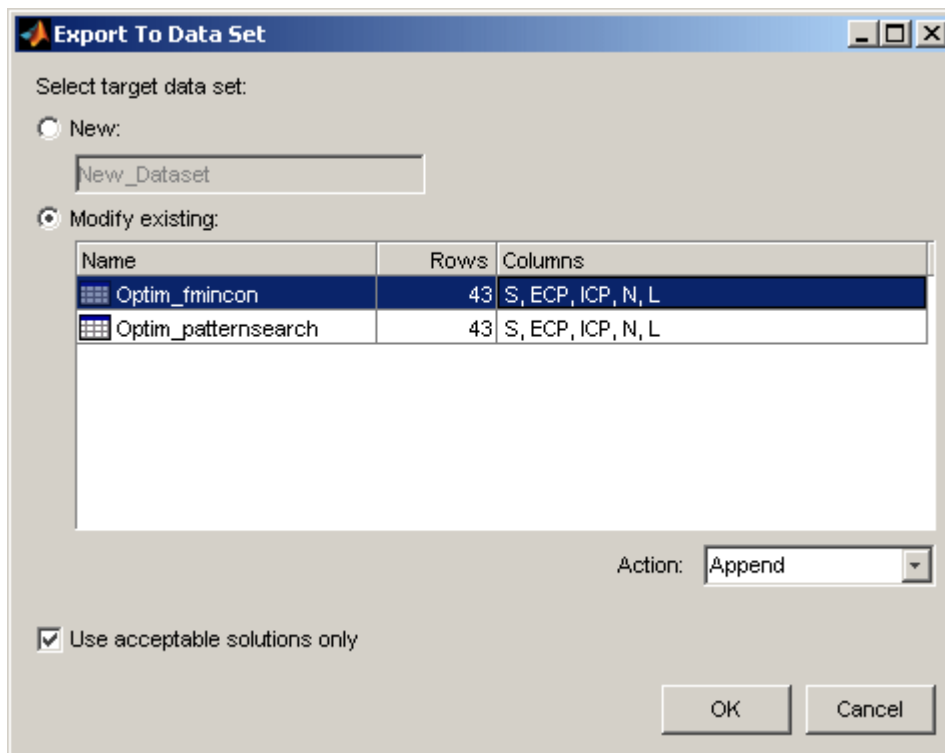 Export To Data Set
Select target data set:
New:
New_Dataset
Modify existing:
Name Rows Columns
Optim_fmincon 43 S, ECP, ICP, N, L
Optim_patternsearch 43 S, ECP, ICP, N, L
Action: Append
Use acceptable solutions only
OK Cancel